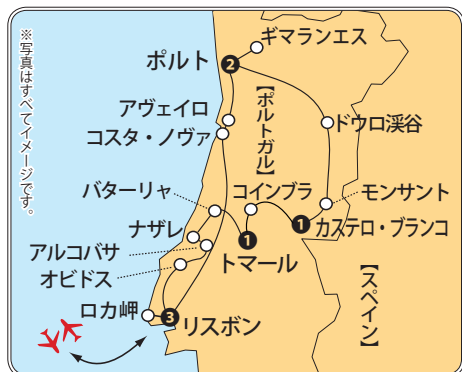 ※写真はすべてイメージです。
ギマランエス
ポルト
2
アヴェイロ
コスタ・ノヴァ
【ポルトガル】
ドウロ渓谷
バターリャ
コインブラ
モンサント
1
カステロ・ブランコ
ナザレ
1
アルコバサ
トマール
オビドス
【スペイン】
ロカ岬
3
リスボン